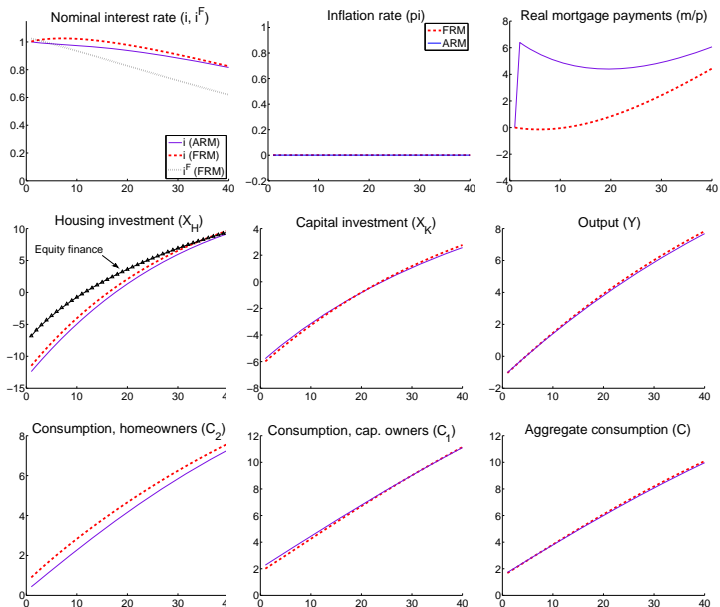 Nominal interest rate (i, i^F)
1
0.8
0.6
0.4
0.2
0
0 10 20 30 40
i (ARM)
i (FRM)
i^F (FRM)
Inflation rate (pi)
1
0.8
0.6
0.4
0.2
0
−0.2
0 10 20 30 40
FRM
ARM
Real mortgage payments (m/p)
8
6
4
2
0
−2
−4
0 10 20 30 40
Housing investment (X_H)
Equity finance
10
5
0
−5
−10
−15
0 10 20 30 40
Capital investment (X_K)
4
2
0
−2
−4
−6
−8
0 10 20 30 40
Output (Y)
8
6
4
2
0
−2
0 10 20 30 40
Consumption, homeowners (C_2)
8
6
4
2
0
0 10 20 30 40
Consumption, cap. owners (C_1)
12
10
8
6
4
2
0
0 10 20 30 40
Aggregate consumption (C)
12
10
8
6
4
2
0
0 10 20 30 40